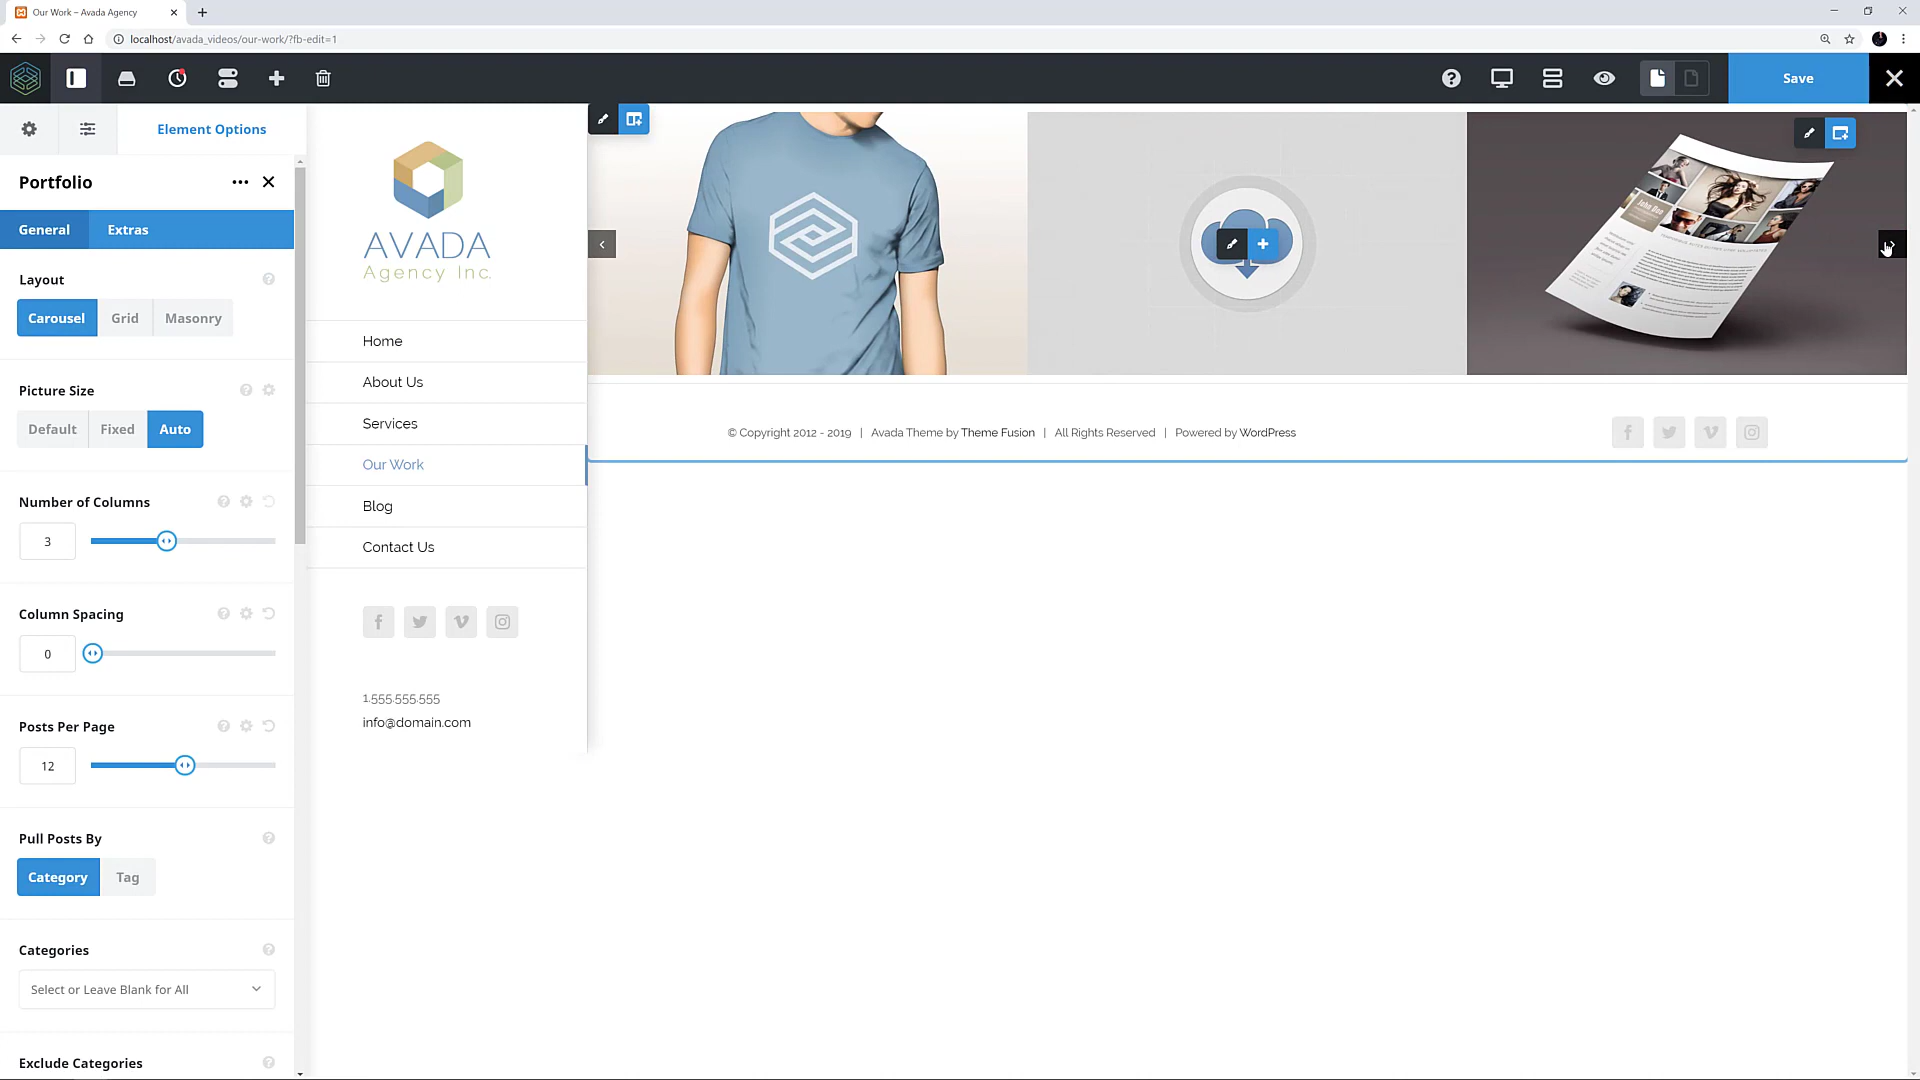 Our Work – Avada Agency
localhost/avada_videos/our-work/?fb-edit=1
Save
Element Options
Portfolio
General
Extras
Layout
Carousel
Grid
Masonry
Picture Size
Default
Fixed
Auto
Number of Columns
3
Column Spacing
0
Posts Per Page
12
Pull Posts By
Category
Tag
Categories
Select or Leave Blank for All
Exclude Categories
AVADA
Agency Inc.
Home
About Us
Services
Our Work
Blog
Contact Us
1.555.555.555
info@domain.com
John Doe
© Copyright 2012 - 2019 | Avada Theme by Theme Fusion | All Rights Reserved | Powered by WordPress